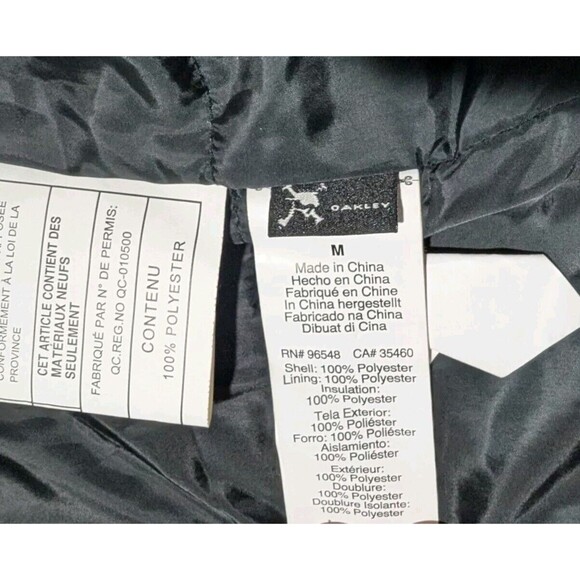 APPOSÉE
CONFORMÉMENT À LA LOI DE LA
PROVINCE
CET ARTICLE CONTIENT DES
MATÉRIAUX NEUFS
SEULEMENT
FABRIQUÉ PAR N° DE PERMIS:
QC.REG.NO QC-010500
CONTENU
100% POLYESTER
OAKLEY
M
Made in China
Hecho en China
Fabriqué en Chine
In China hergestellt
Fabricado na China
Dibuat di Cina
RN# 96548 CA# 35460
Shell: 100% Polyester
Lining: 100% Polyester
Insulation:
100% Polyester
Tela Exterior:
100% Poliéster
Forro: 100% Poliéster
Aislamiento:
100% Poliéster
Extérieur:
100% Polyester
Doublure:
100% Polyester
Doublure Isolante:
100% Polyester